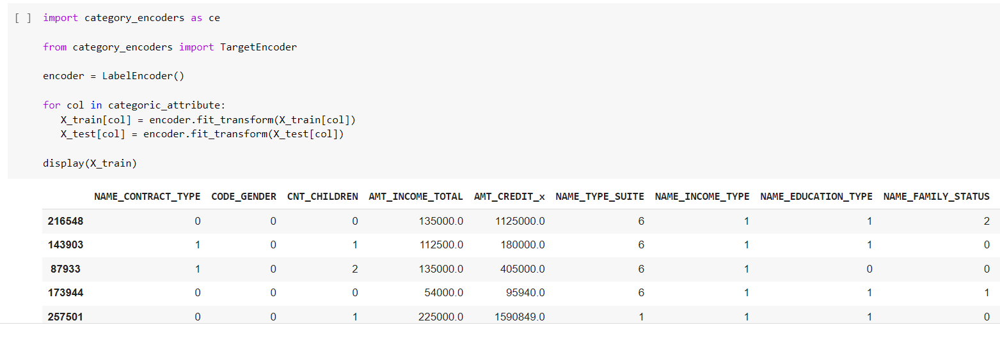 [ ] import category_encoders as ce
from category_encoders import TargetEncoder
encoder = LabelEncoder()
for col in categoric_attribute:
X_train[col] = encoder.fit_transform(X_train[col])
X_test[col] = encoder.fit_transform(X_test[col])
display(X_train)
NAME_CONTRACT_TYPE CODE_GENDER CNT_CHILDREN AMT_INCOME_TOTAL AMT_CREDIT_x NAME_TYPE_SUITE NAME_INCOME_TYPE NAME_EDUCATION_TYPE NAME_FAMILY_STATUS
216548 0 0 0 135000.0 1125000.0 6 1 1 2
143903 1 0 1 112500.0 180000.0 6 1 1 0
87933 1 0 2 135000.0 405000.0 6 1 0 0
173944 0 0 0 54000.0 95940.0 6 1 1 1
257501 0 0 1 225000.0 1590849.0 1 1 1 0